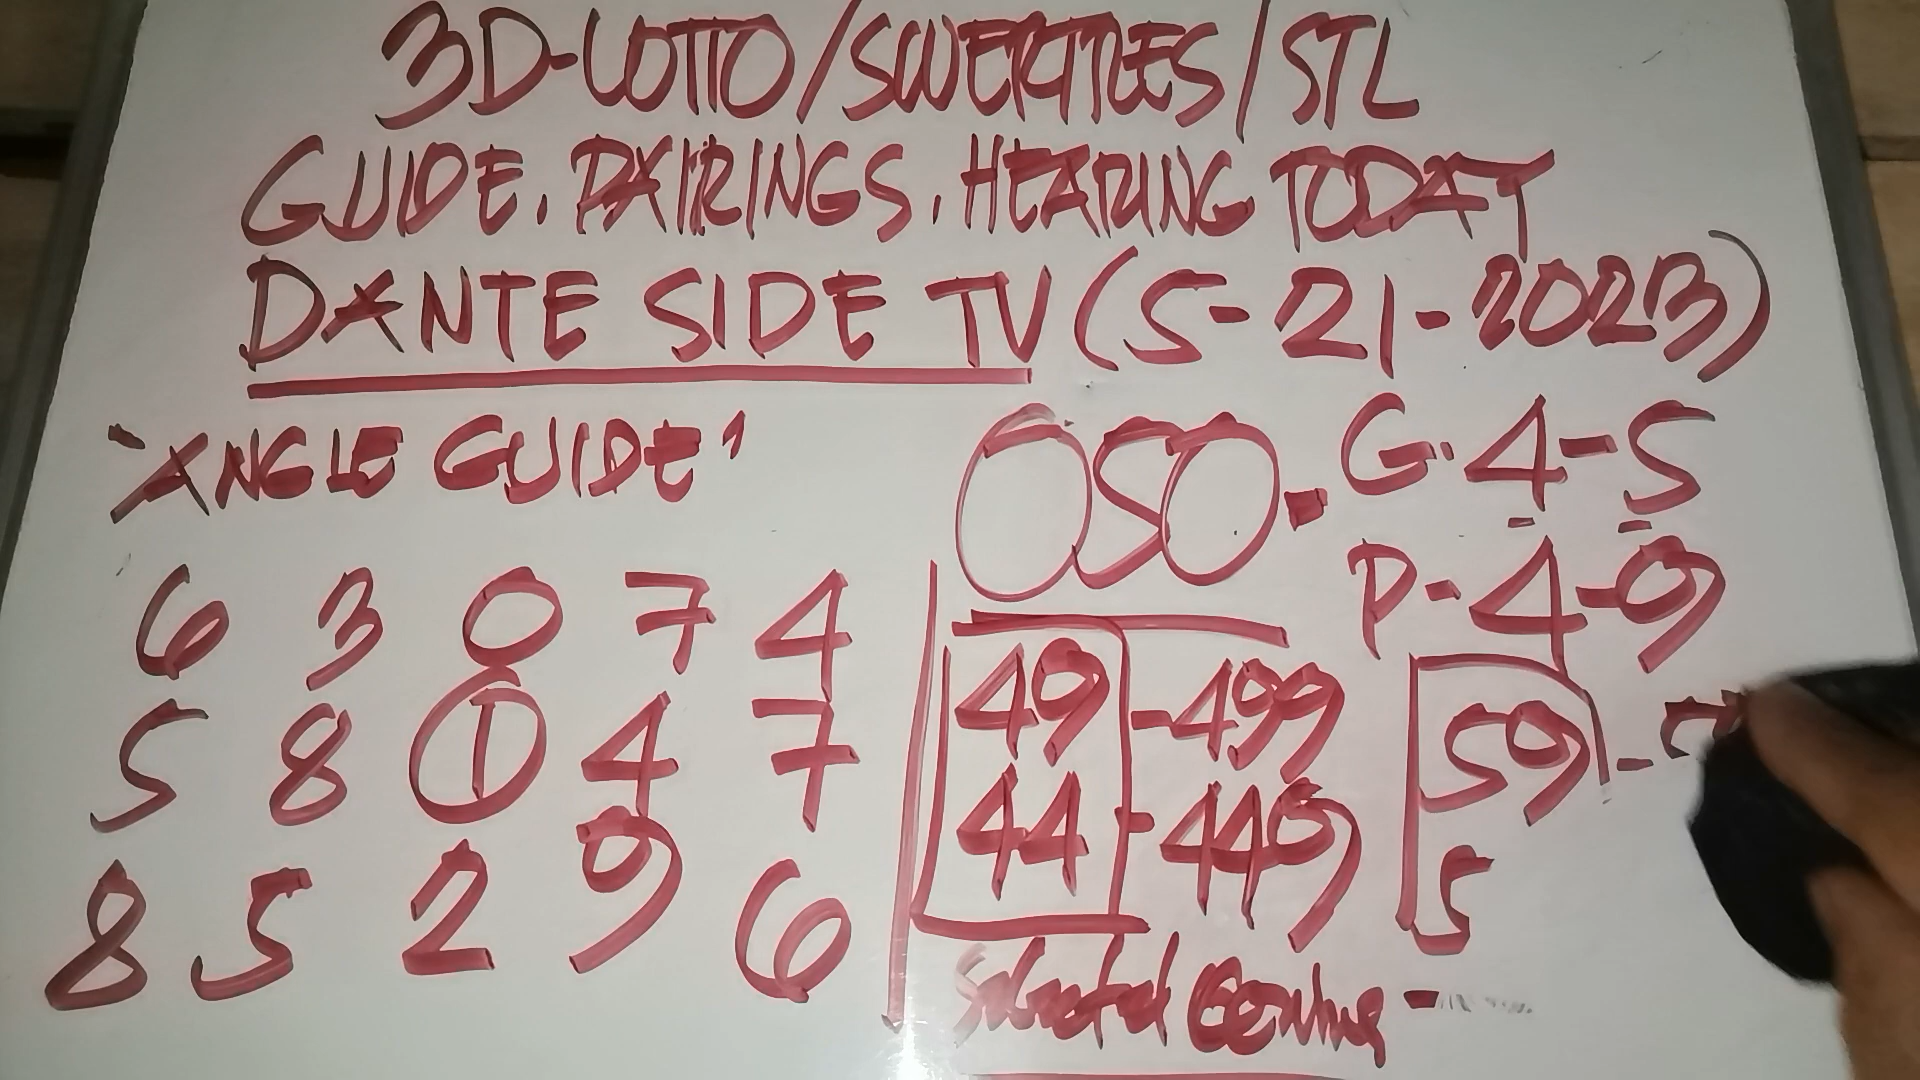 3D-LOTTO/SWERTRES/STL
GUIDE, PAIRINGS, HEARING TODAY
DANTE SIDE TV (5-21-2023)
"ANGLE GUIDE"
6 3 0 7 4
5 8 1 4 7
8 5 2 9 6
050 - G. 4-5
P-4-9
49 - 499
44 - 449
59 -
5
Selected